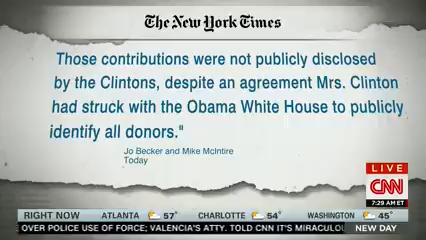 The New York Times
Those contributions were not publicly disclosed
by the Clintons, despite an agreement Mrs. Clinton
had struck with the Obama White House to publicly
identify all donors."
Jo Becker and Mike McIntire
Today
LIVE
CNN
7:29 AM ET
RIGHT NOW ATLANTA 57° CHARLOTTE 54° WASHINGTON 45°
OVER POLICE USE OF FORCE; VALENCIA'S ATTY. TOLD CNN IT'S MIRACULOU NEW DAY